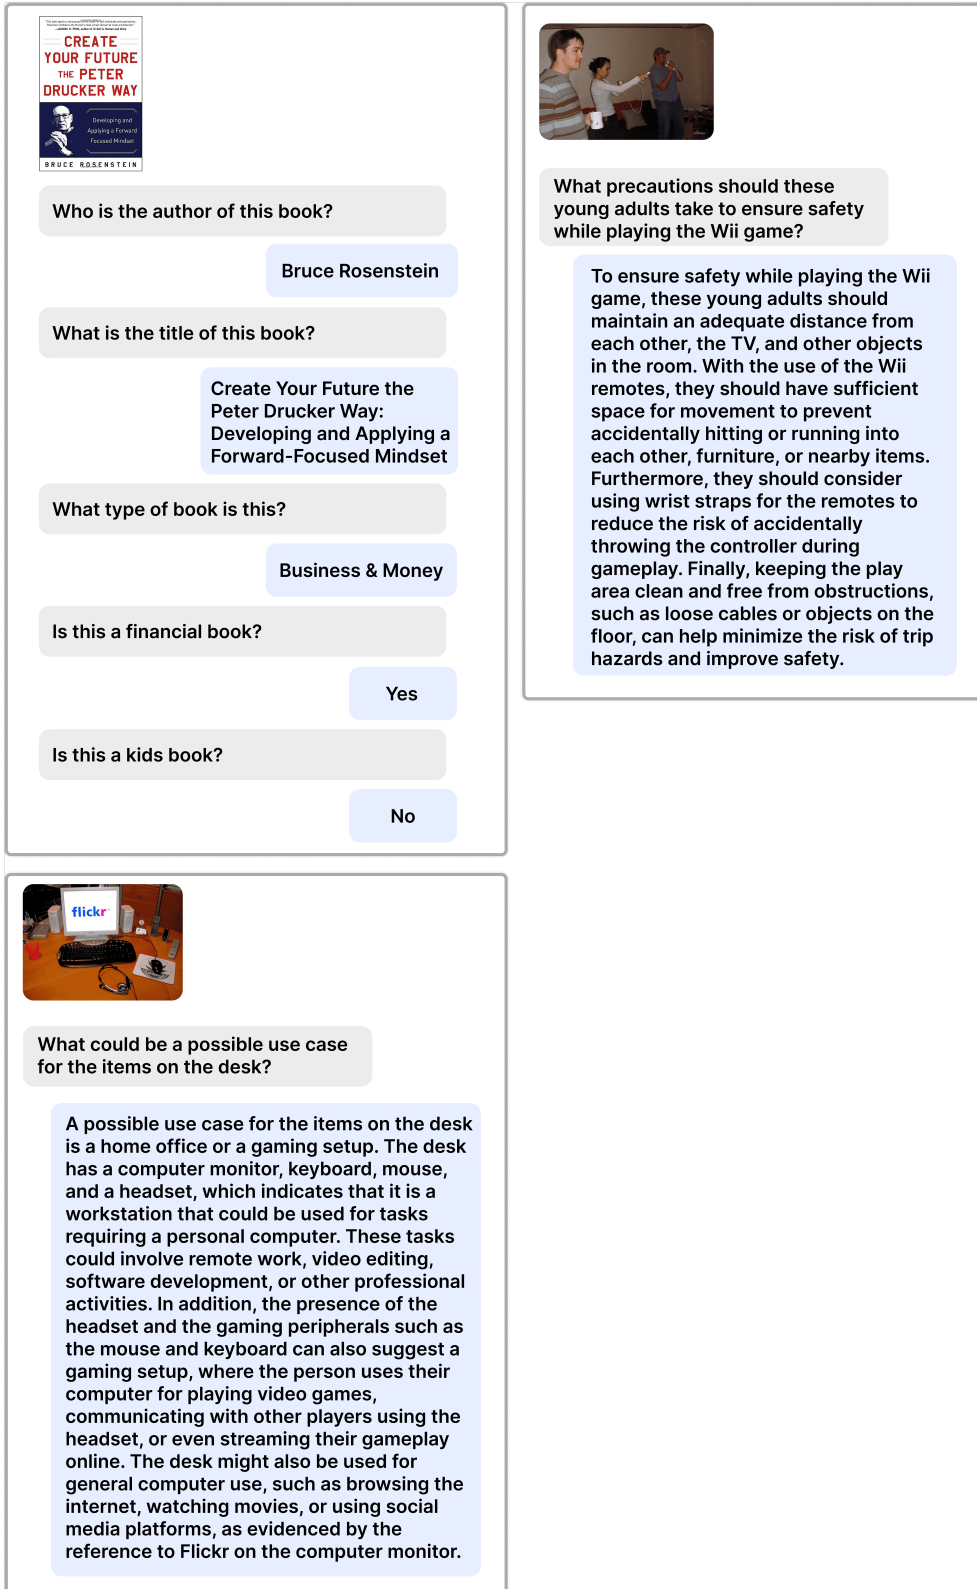 CREATE
YOUR FUTURE
THE PETER
DRUCKER WAY
Developing and
Applying a Forward
Focused Mindset
BRUCE ROSENSTEIN
Who is the author of this book?
Bruce Rosenstein
What is the title of this book?
Create Your Future the
Peter Drucker Way:
Developing and Applying a
Forward-Focused Mindset
What type of book is this?
Business & Money
Is this a financial book?
Yes
Is this a kids book?
No
What precautions should these
young adults take to ensure safety
while playing the Wii game?
To ensure safety while playing the Wii
game, these young adults should
maintain an adequate distance from
each other, the TV, and other objects
in the room. With the use of the Wii
remotes, they should have sufficient
space for movement to prevent
accidentally hitting or running into
each other, furniture, or nearby items.
Furthermore, they should consider
using wrist straps for the remotes to
reduce the risk of accidentally
throwing the controller during
gameplay. Finally, keeping the play
area clean and free from obstructions,
such as loose cables or objects on the
floor, can help minimize the risk of trip
hazards and improve safety.
flickr
What could be a possible use case
for the items on the desk?
A possible use case for the items on the desk
is a home office or a gaming setup. The desk
has a computer monitor, keyboard, mouse,
and a headset, which indicates that it is a
workstation that could be used for tasks
requiring a personal computer. These tasks
could involve remote work, video editing,
software development, or other professional
activities. In addition, the presence of the
headset and the gaming peripherals such as
the mouse and keyboard can also suggest a
gaming setup, where the person uses their
computer for playing video games,
communicating with other players using the
headset, or even streaming their gameplay
online. The desk might also be used for
general computer use, such as browsing the
internet, watching movies, or using social
media platforms, as evidenced by the
reference to Flickr on the computer monitor.